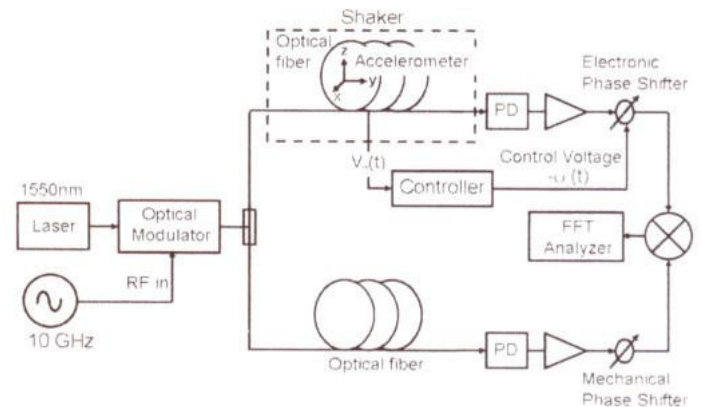 Shaker
Optical
fiber
Accelerometer
z
y
x
Electronic
Phase Shifter
PD
Control Voltage
(t)
Controller
1550nm
Laser
Optical
Modulator
RF in
10 GHz
FFT
Analyzer
Optical fiber
PD
Mechanical
Phase Shifter